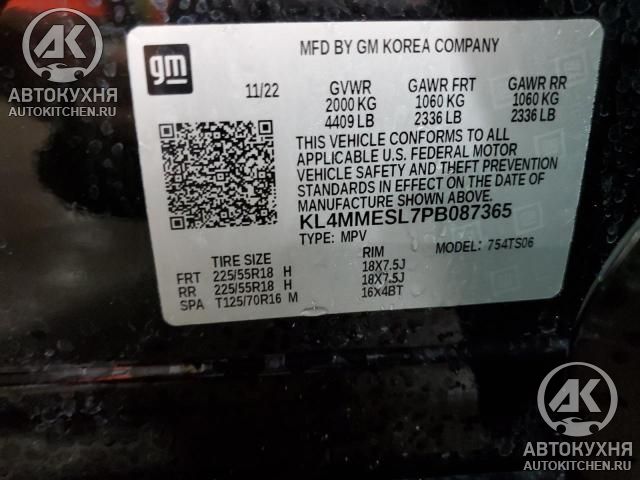 AK
АВТОКУХНЯ
AUTOKITCHEN.RU
gm
MFD BY GM KOREA COMPANY
11/22
GVWR GAWR FRT GAWR RR
2000 KG 1060 KG 1060 KG
4409 LB 2336 LB 2336 LB
THIS VEHICLE CONFORMS TO ALL
APPLICABLE U.S. FEDERAL MOTOR
VEHICLE SAFETY AND THEFT PREVENTION
STANDARDS IN EFFECT ON THE DATE OF
MANUFACTURE SHOWN ABOVE.
KL4MMESL7PB087365
TYPE: MPV MODEL: 754TS06
TIRE SIZE RIM
FRT 225/55R18 H 18X7.5J
RR 225/55R18 H 18X7.5J
SPA T125/70R16 M 16X4BT
AK
АВТОКУХНЯ
AUTOKITCHEN.RU